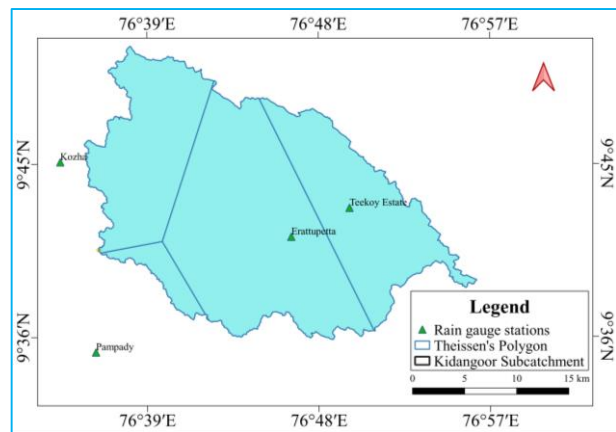 76°39'E 76°48'E 76°57'E
9°45'N 9°45'N
Kozha
Teekoy Estate
Erattupetta
Legend
Rain gauge stations
Theissen's Polygon
Kidangoor Subcatchment
9°36'N 9°36'N
Pampady
0 5 10 15 km
76°39'E 76°48'E 76°57'E